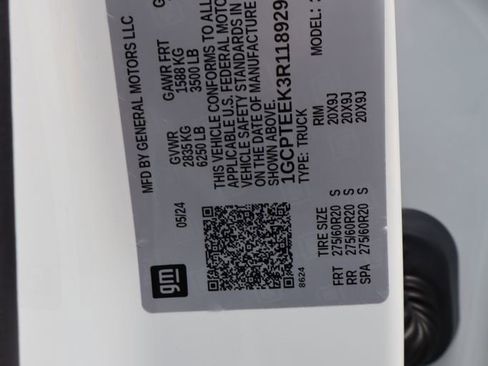 MFD BY GENERAL MOTORS LLC
05/24
GVWR
2835 KG
6250 LB
GAWR FRT
1588 KG
3500 LB
THIS VEHICLE CONFORMS TO ALL
APPLICABLE U.S. FEDERAL MOTO
VEHICLE SAFETY STANDARDS
ON THE DATE OF MANUFACTURE
SHOWN ABOVE.
1GCPTEEK3R118929
TYPE: TRUCK
MODEL:
TIRE SIZE
RIM
FRT 275/60R20 S 20X9J
RR 275/60R20 S 20X9J
SPA 275/60R20 S 20X9J
gm
8624